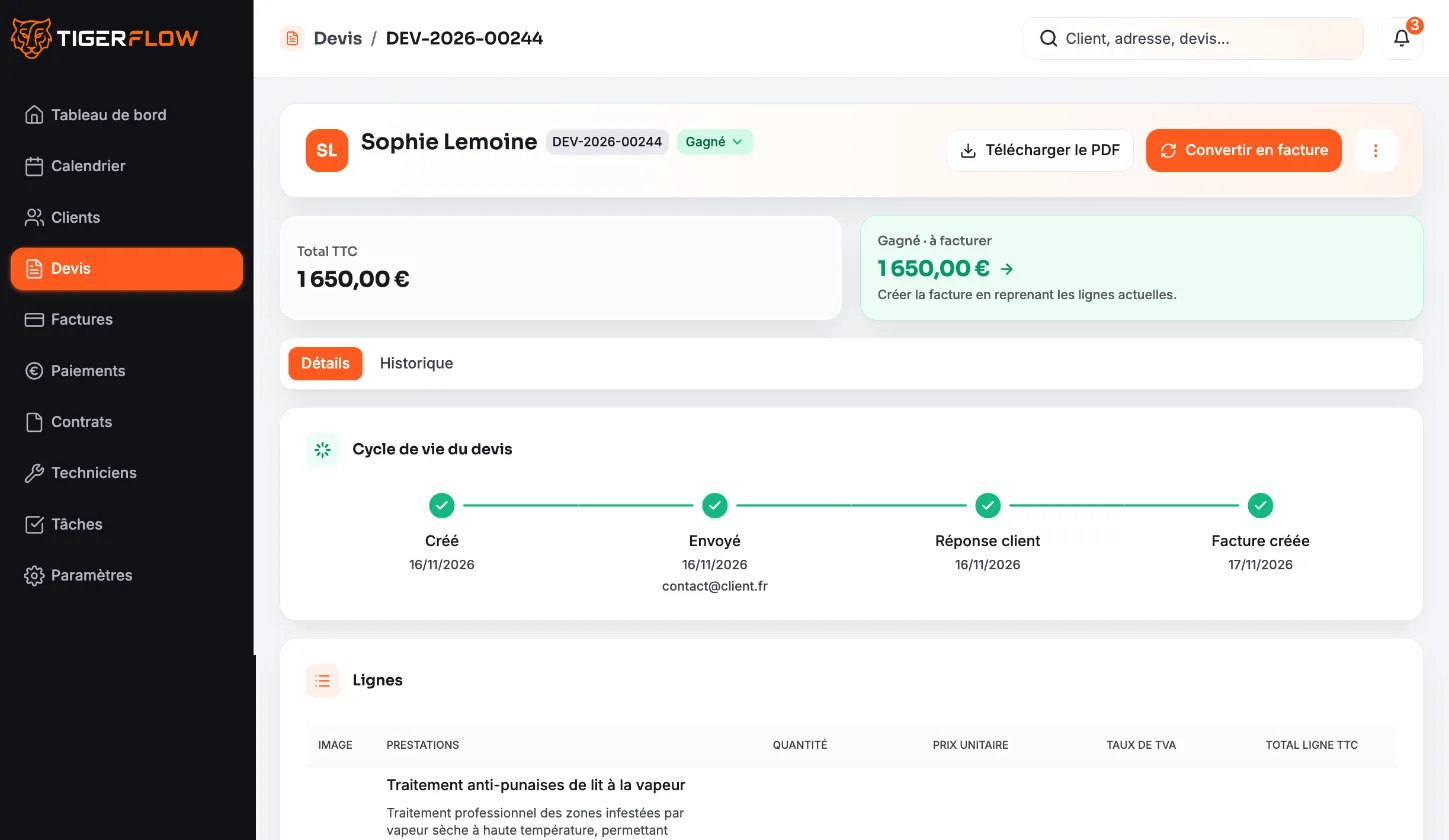 TIGERFLOW
Tableau de bord
Calendrier
Clients
Devis
Factures
Paiements
Contrats
Techniciens
Tâches
Paramètres
Devis / DEV-2026-00244
Client, adresse, devis...
3
SL
Sophie Lemoine
DEV-2026-00244
Gagné
Télécharger le PDF
Convertir en facture
Total TTC
1 650,00 €
Gagné · à facturer
1 650,00 € →
Créer la facture en reprenant les lignes actuelles.
Détails
Historique
Cycle de vie du devis
Créé
16/11/2026
Envoyé
16/11/2026
contact@client.fr
Réponse client
16/11/2026
Facture créée
17/11/2026
Lignes
IMAGE PRESTATIONS QUANTITÉ PRIX UNITAIRE TAUX DE TVA TOTAL LIGNE TTC
Traitement anti-punaises de lit à la vapeur
Traitement professionnel des zones infestées par
vapeur sèche à haute température, permettant